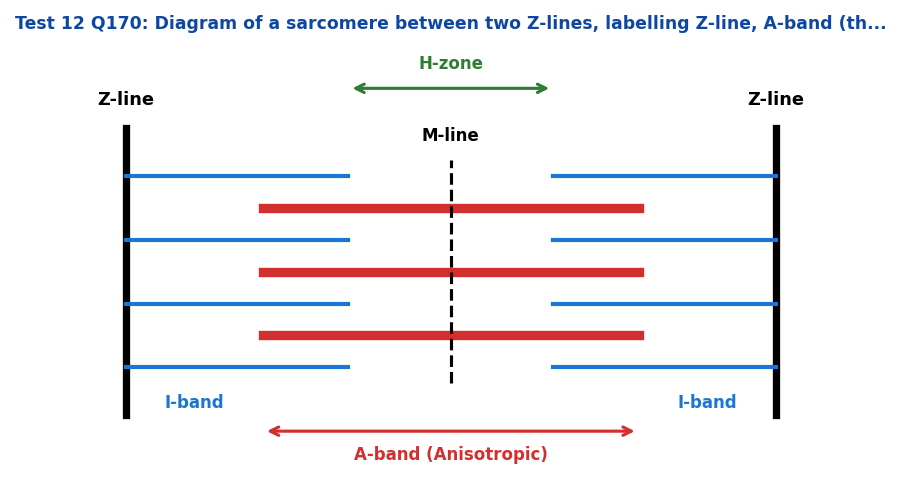 Test 12 Q170: Diagram of a sarcomere between two Z-lines, labelling Z-line, A-band (th...
H-zone
Z-line
Z-line
M-line
I-band
I-band
A-band (Anisotropic)